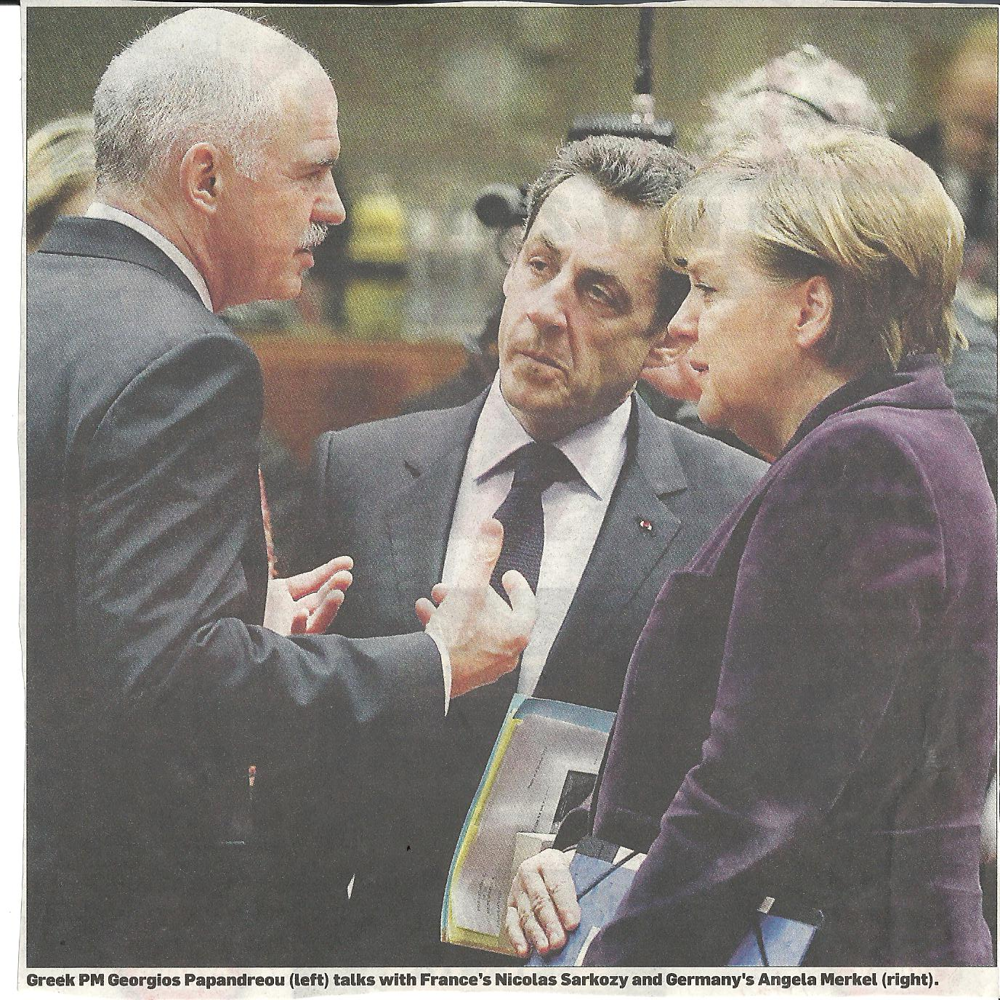 Greek PM Georgios Papandreou (left) talks with France's Nicolas Sarkozy and Germany's Angela Merkel (right).